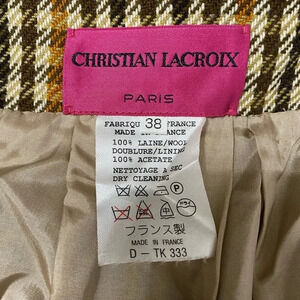 CHRISTIAN LACROIX
PARIS
FABRIQU 38 FRANCE
MADE IN FRANCE
100% LAINE/WOOL
DOUBLURE/LINING
100% ACETATE
NETTOYAGE A SEC
DRY CLEANING
フランス製
MADE IN FRANCE
D-TK 333